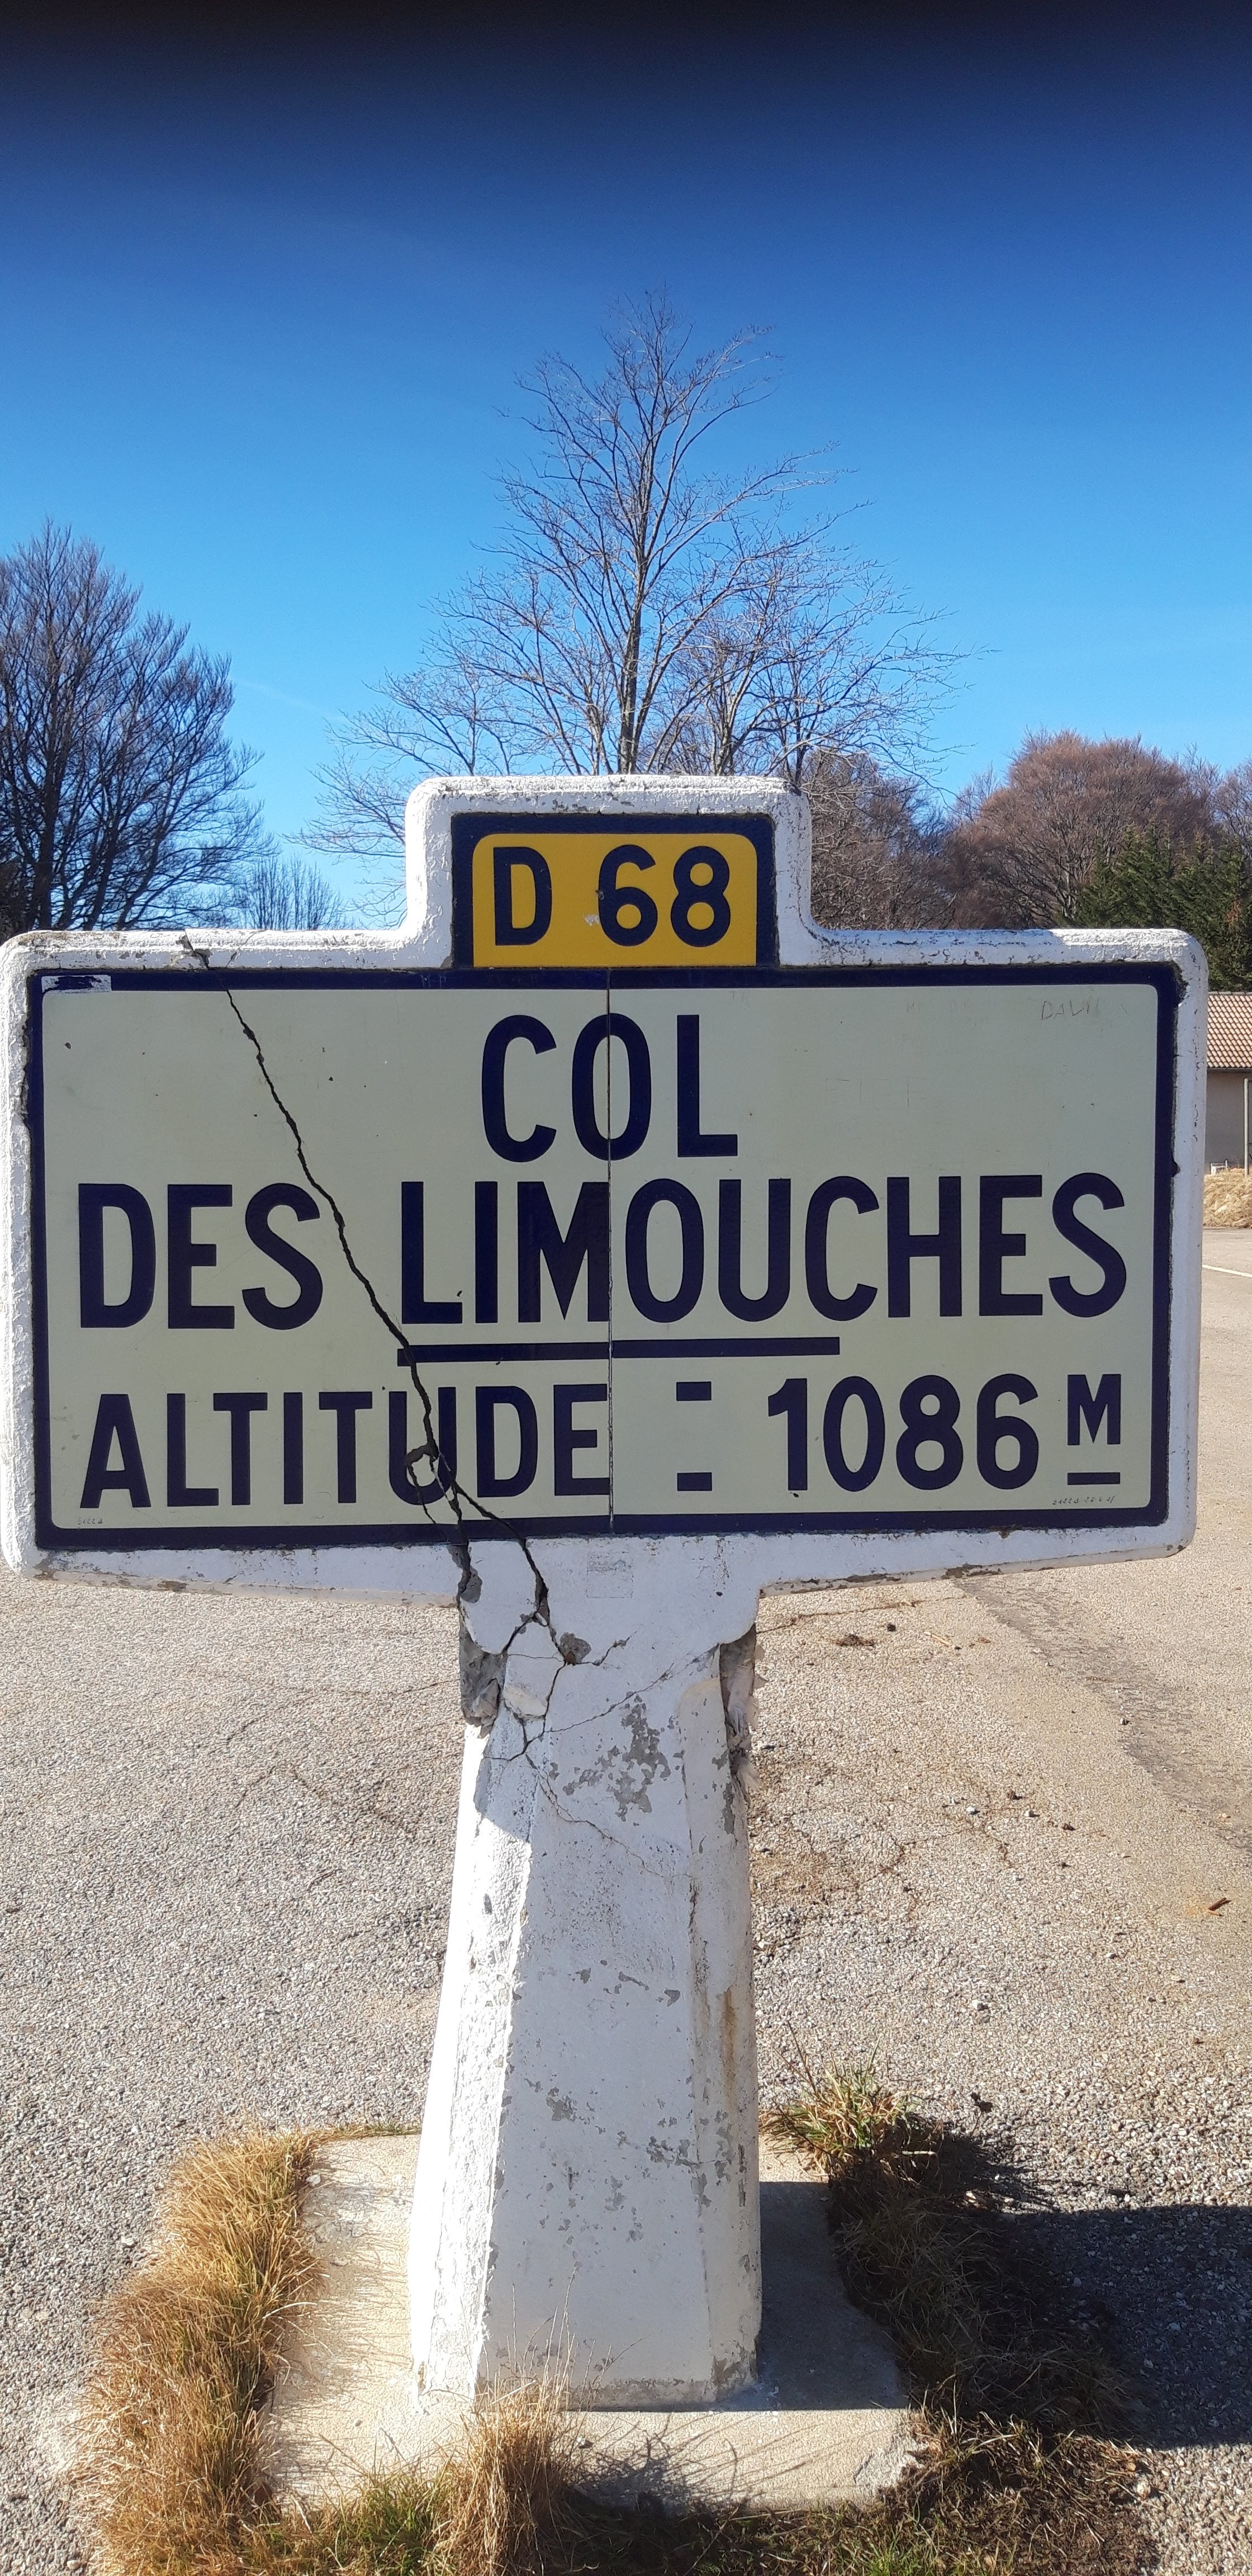 D 68
COL
DES LIMOUCHES
ALTITUDE : 1086 M